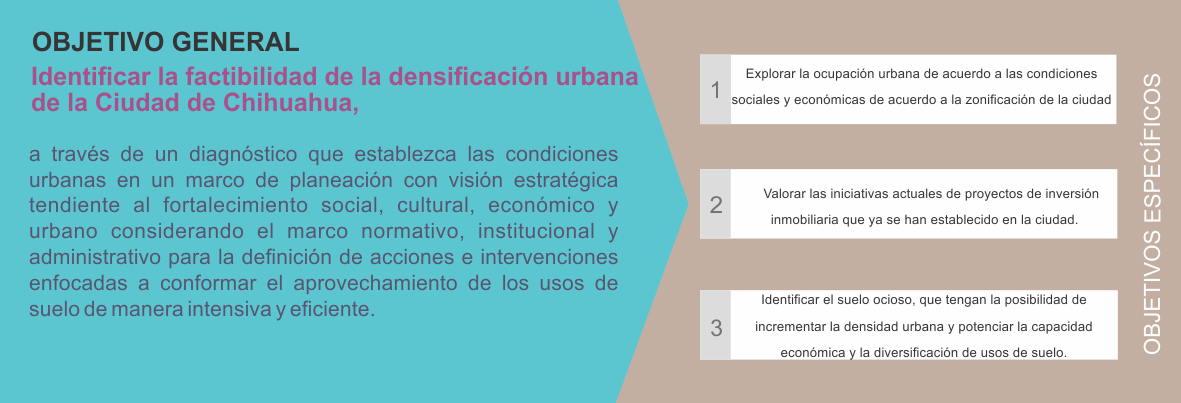 OBJETIVO GENERAL
Identificar la factibilidad de la densificación urbana
de la Ciudad de Chihuahua,
a través de un diagnóstico que establezca las condiciones
urbanas en un marco de planeación con visión estratégica
tendiente al fortalecimiento social, cultural, económico y
urbano considerando el marco normativo, institucional y
administrativo para la definición de acciones e intervenciones
enfocadas a conformar el aprovechamiento de los usos de
suelo de manera intensiva y eficiente.
1
Explorar la ocupación urbana de acuerdo a las condiciones
sociales y económicas de acuerdo a la zonificación de la ciudad
2
Valorar las iniciativas actuales de proyectos de inversión
inmobiliaria que ya se han establecido en la ciudad.
3
Identificar el suelo ocioso, que tengan la posibilidad de
incrementar la densidad urbana y potenciar la capacidad
económica y la diversificación de usos de suelo.
OBJETIVOS ESPECÍFICOS